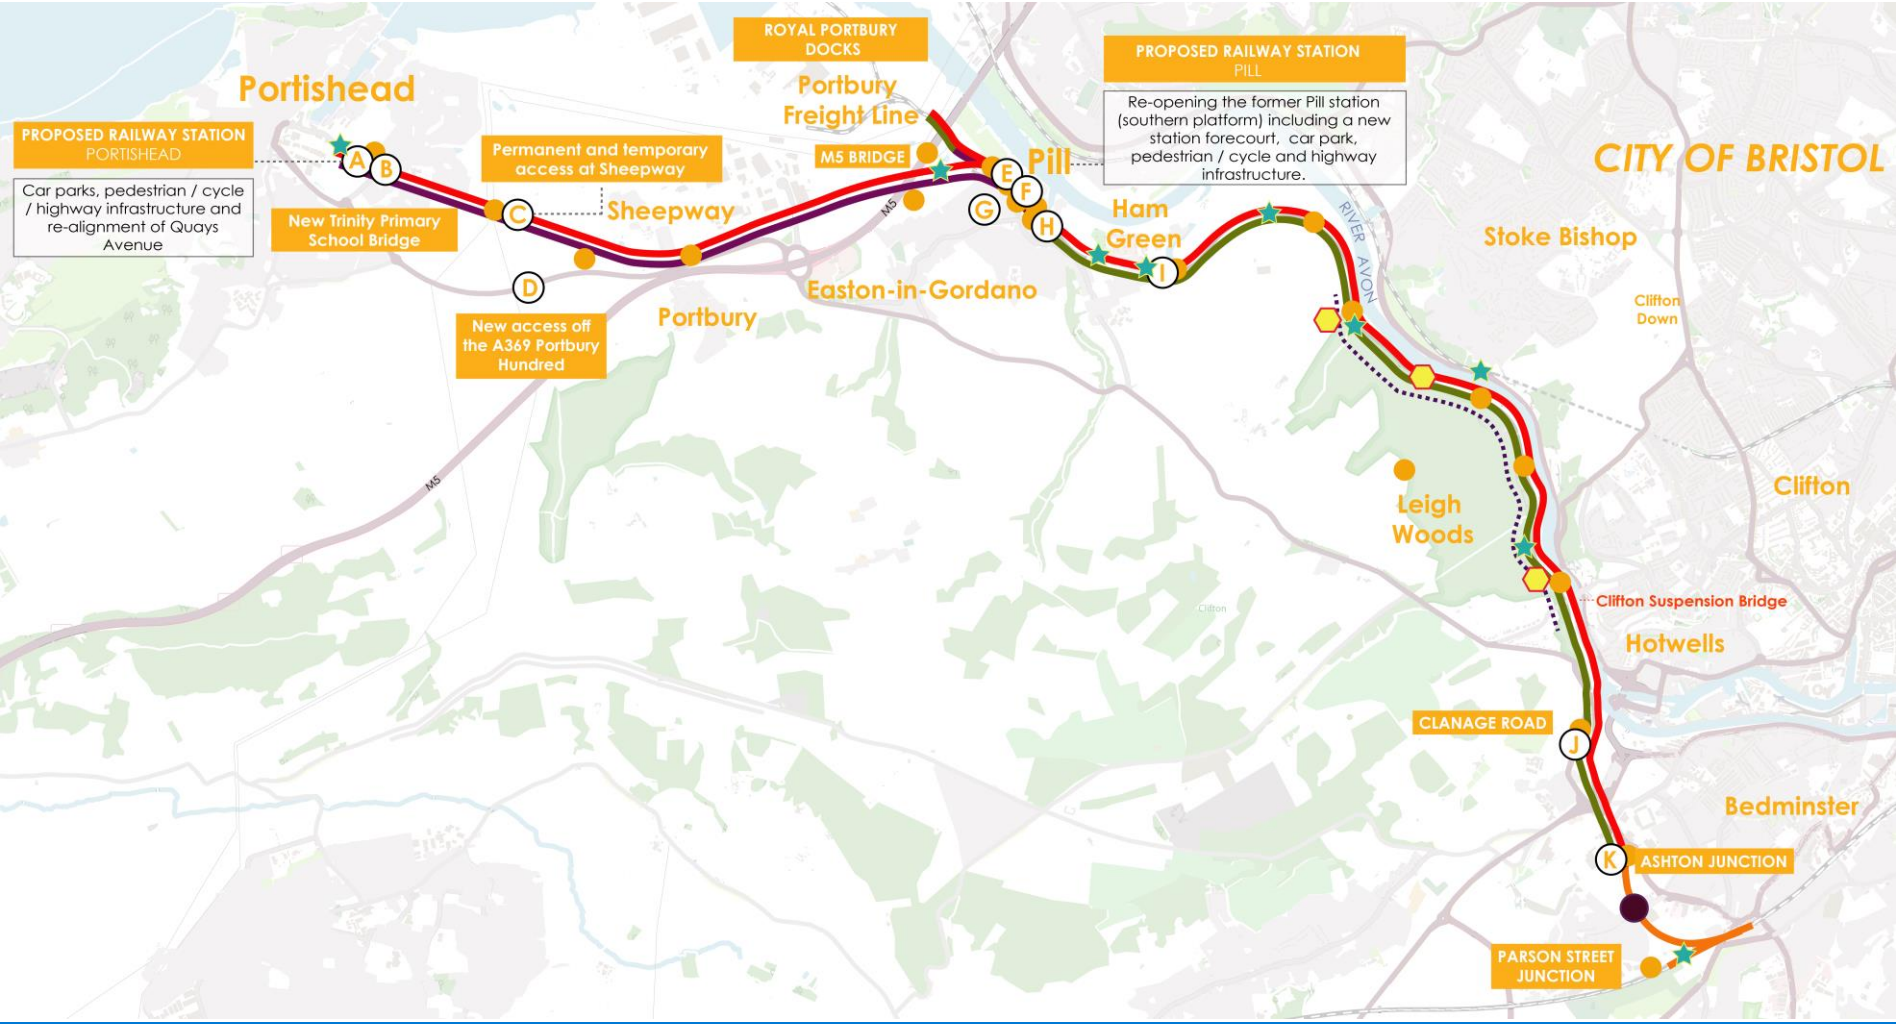 ROYAL PORTBURY
DOCKS
PROPOSED RAILWAY STATION
PILL
Re-opening the former Pill station
(southern platform) including a new
station forecourt, car park,
pedestrian / cycle and highway
infrastructure.
Portishead
Portbury
Freight Line
PROPOSED RAILWAY STATION
PORTISHEAD
Car parks, pedestrian / cycle
/ highway infrastructure and
re-alignment of Quays
Avenue
Permanent and temporary
access at Sheepway
M5 BRIDGE
Pill
CITY OF BRISTOL
A
B
C
D
E
F
G
H
I
New Trinity Primary
School Bridge
Sheepway
M5
Ham
Green
RIVER AVON
Stoke Bishop
Easton-in-Gordano
Portbury
New access off
the A369 Portbury
Hundred
Clifton
Down
M5
Clifton
Leigh
Woods
Clifton
Clifton Suspension Bridge
Hotwells
CLANAGE ROAD
J
Bedminster
K
ASHTON JUNCTION
PARSON STREET
JUNCTION